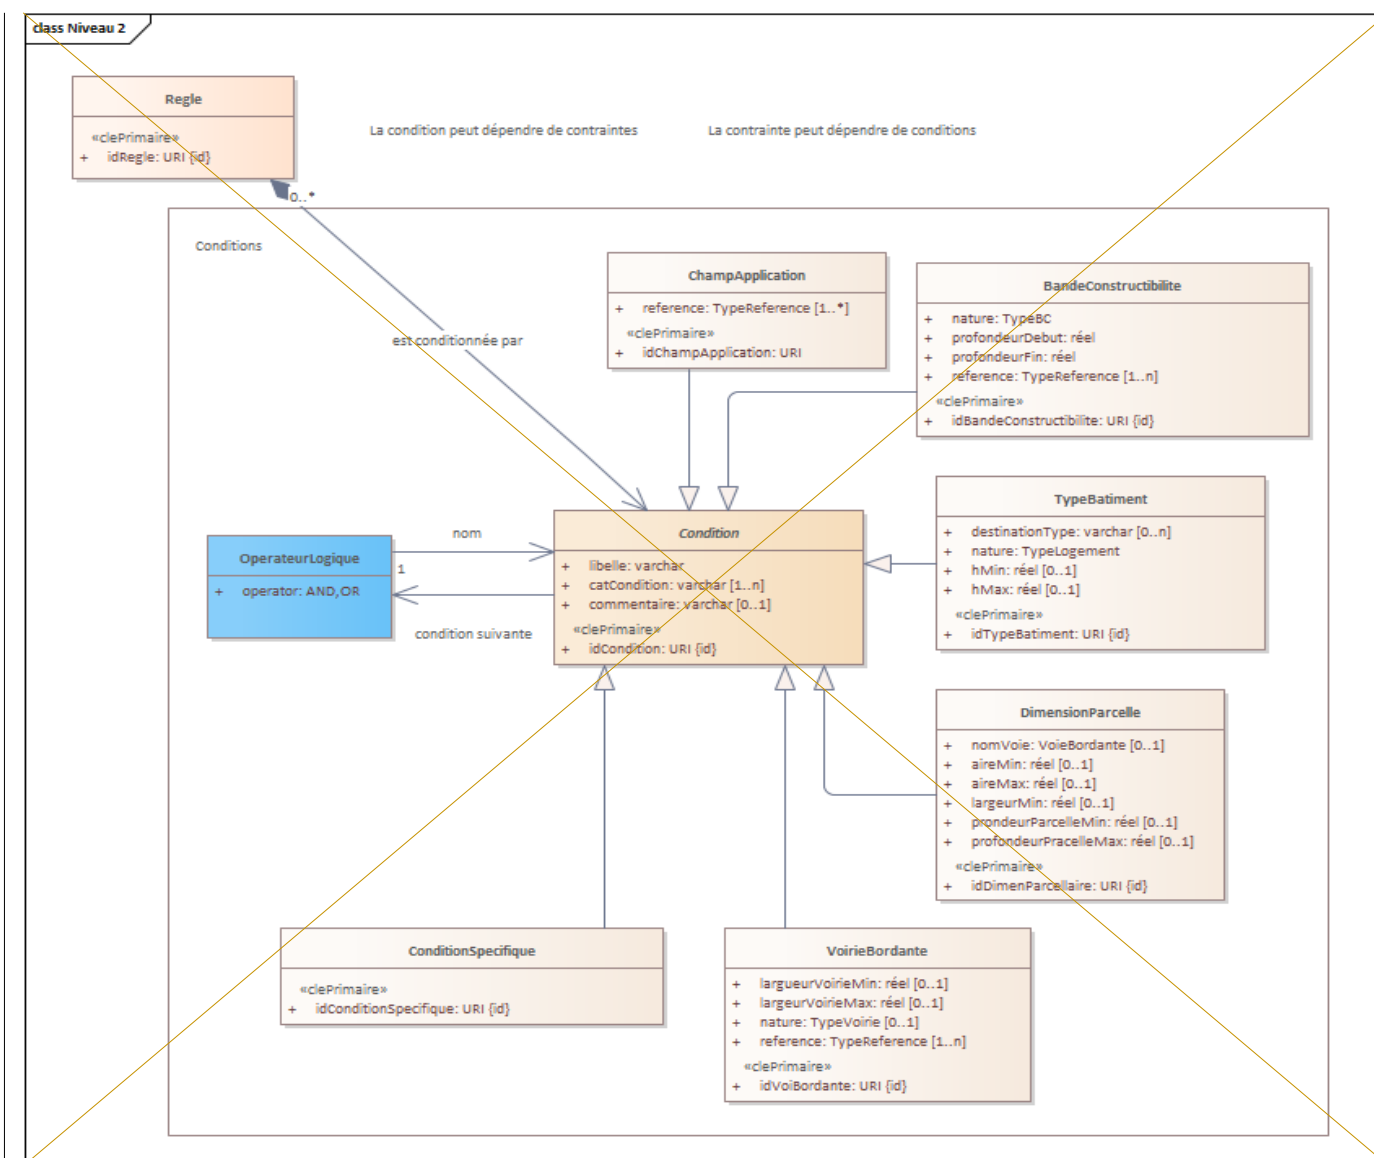 class Niveau 2
Regle
«clePrimaire»
+ idRegle: URI {id}
La condition peut dépendre de contraintes
La contrainte peut dépendre de conditions
0..*
Conditions
est conditionnée par
ChampApplication
+ reference: TypeReference [1..*]
«clePrimaire»
+ idChampApplication: URI
BandeConstructibilite
+ nature: TypeBC
+ profondeurDebut: réel
+ profondeurFin: réel
+ reference: TypeReference [1..n]
«clePrimaire»
+ idBandeConstructibilite: URI {id}
TypeBatiment
+ destinationType: varchar [0..n]
+ nature: TypeLogement
+ hMin: réel [0..1]
+ hMax: réel [0..1]
«clePrimaire»
+ idTypeBatiment: URI {id}
OperateurLogique
+ operator: AND,OR
nom
1
condition suivante
Condition
+ libelle: varchar
+ catCondition: varchar [1..n]
+ commentaire: varchar [0..1]
«clePrimaire»
+ idCondition: URI {id}
DimensionParcelle
+ nomVoie: VoieBordante [0..1]
+ aireMin: réel [0..1]
+ aireMax: réel [0..1]
+ largeurMin: réel [0..1]
+ prondeurParcelleMin: réel [0..1]
+ profondeurPracelleMax: réel [0..1]
«clePrimaire»
+ idDimenParcellaire: URI {id}
ConditionSpecifique
«clePrimaire»
+ idConditionSpecifique: URI {id}
VoirieBordante
+ largueurVoirieMin: réel [0..1]
+ largeurVoirieMax: réel [0..1]
+ nature: TypeVoirie [0..1]
+ reference: TypeReference [1..n]
«clePrimaire»
+ idVoiBordante: URI {id}